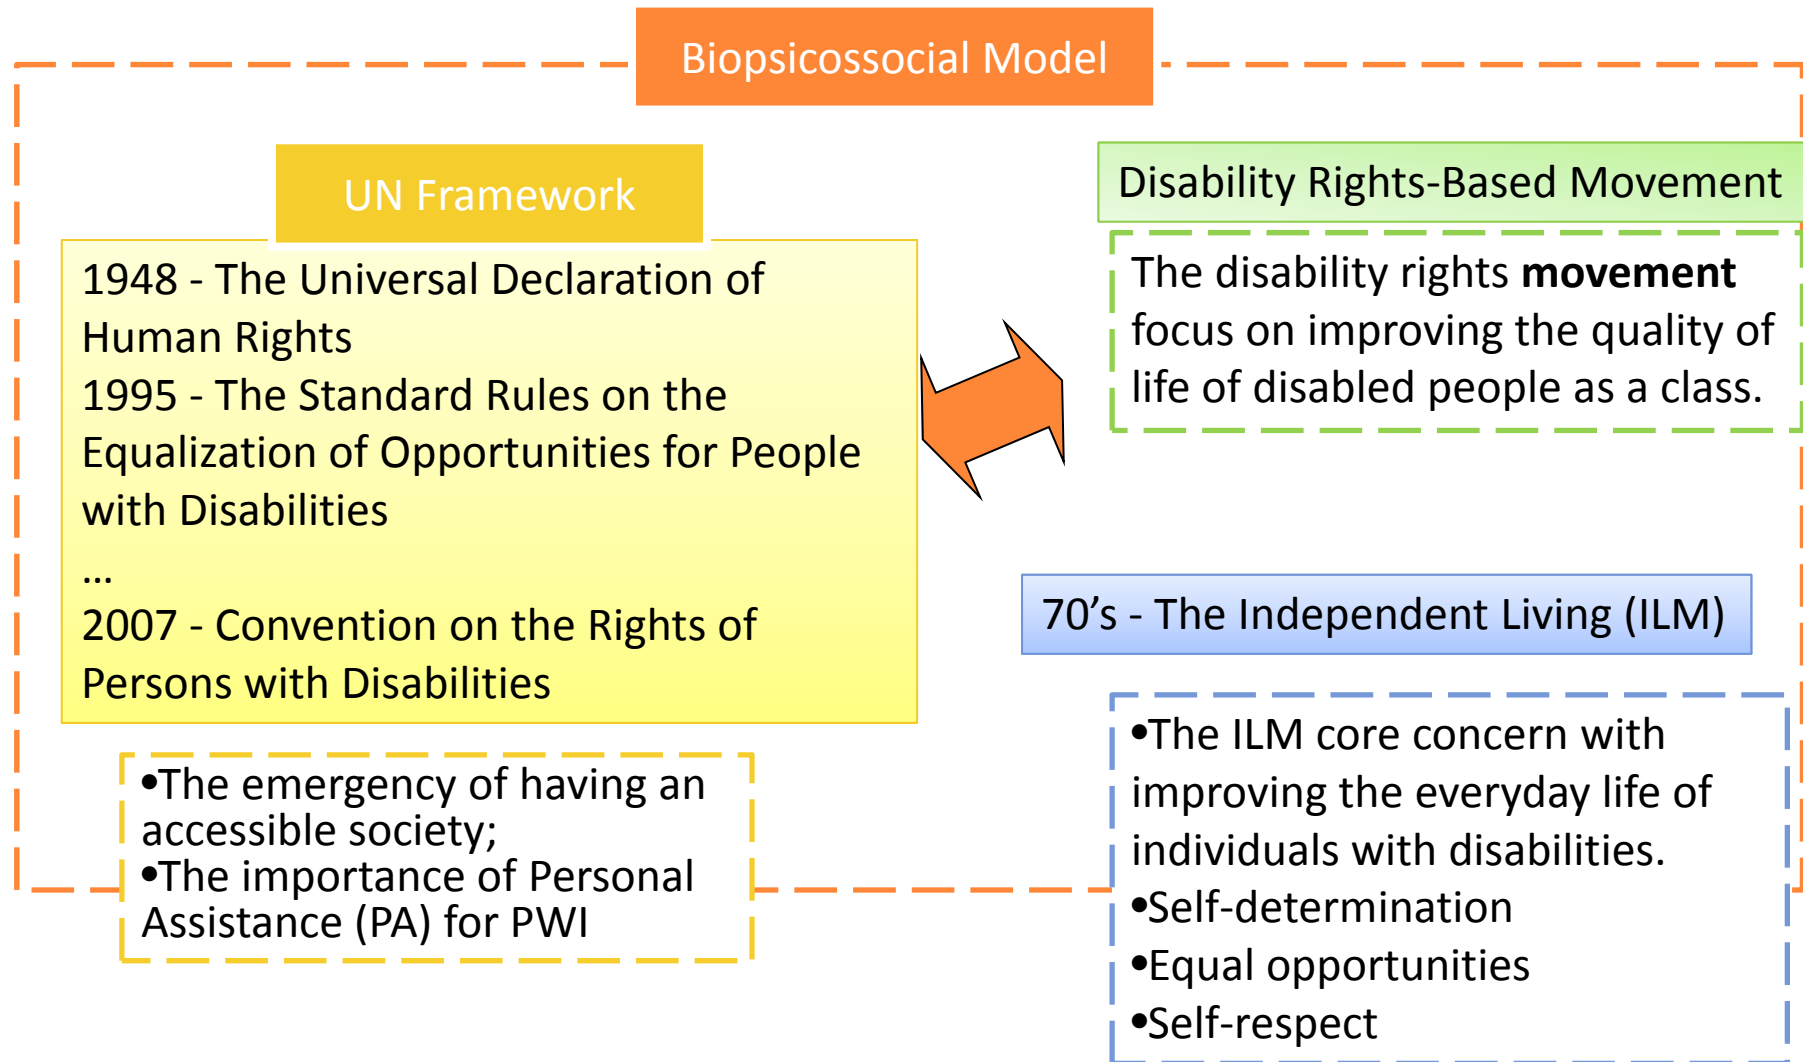 Biopsicossocial Model
UN Framework
1948 - The Universal Declaration of
Human Rights
1995 - The Standard Rules on the
Equalization of Opportunities for People
with Disabilities
...
2007 - Convention on the Rights of
Persons with Disabilities
•The emergency of having an
accessible society;
•The importance of Personal
Assistance (PA) for PWI
Disability Rights-Based Movement
The disability rights movement
focus on improving the quality of
life of disabled people as a class.
70’s - The Independent Living (ILM)
•The ILM core concern with
improving the everyday life of
individuals with disabilities.
•Self-determination
•Equal opportunities
•Self-respect